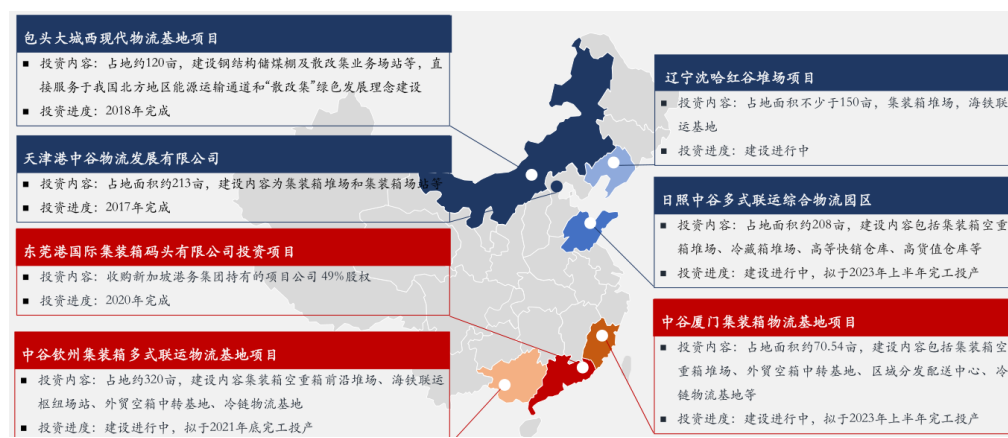 包头大城西现代物流基地项目
■ 投资内容：占地约120亩，建设钢结构储煤棚及散改集业务场站等，直
接服务于我国北方地区能源运输通道和“散改集”绿色发展理念建设
■ 投资进度：2018年完成
天津港中谷物流发展有限公司
■ 投资内容：占地面积约213亩，建设内容为集装箱堆场和集装箱场站等
■ 投资进度：2017年完成
东莞港国际集装箱码头有限公司投资项目
■ 投资内容：收购新加坡港务集团持有的项目公司 49%股权
■ 投资进度：2020年完成
中谷钦州集装箱多式联运物流基地项目
■ 投资内容：占地约320亩，建设内容集装箱空重箱前沿堆场、海铁联运
枢纽场站、外贸空箱中转基地、冷链物流基地
■ 投资进度：建设进行中，拟于2021年底完工投产
辽宁沈哈红谷堆场项目
■ 投资内容：占地面积不少于150亩，集装箱堆场，海铁联
运基地
■ 投资进度：建设进行中
日照中谷多式联运综合物流园区
■ 投资内容：占地面积约208亩，建设内容包括集装箱空重
箱堆场、冷藏箱堆场、高等快销仓库、高货值仓库等
■ 投资进度：建设进行中，拟于2023年上半年完工投产
中谷厦门集装箱物流基地项目
■ 投资内容：占地面积约70.54亩，建设内容包括集装箱空
重箱堆场、外贸空箱中转基地、区域分发配送中心、冷
链物流基地等
■ 投资进度：建设进行中，拟于2023年上半年完工投产